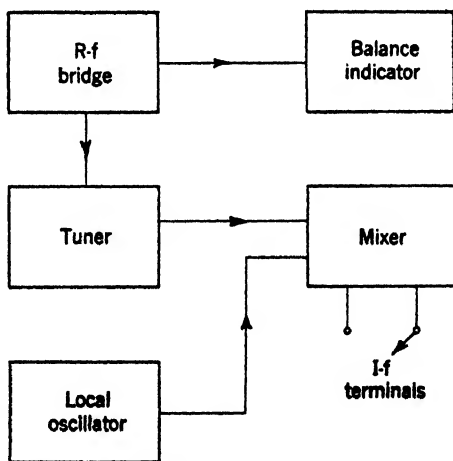 R-f
bridge
Balance
indicator
Tuner
Mixer
I-f
terminals
Local
oscillator